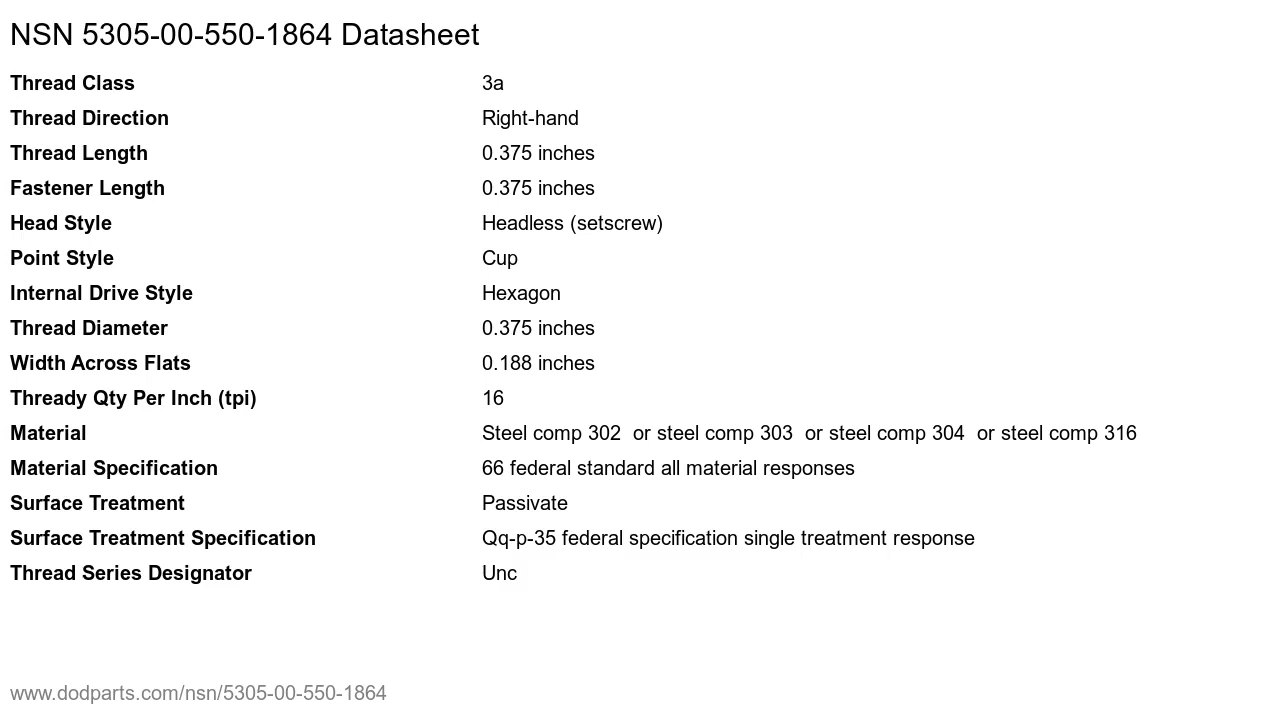 NSN 5305-00-550-1864 Datasheet
Thread Class 3a
Thread Direction Right-hand
Thread Length 0.375 inches
Fastener Length 0.375 inches
Head Style Headless (setscrew)
Point Style Cup
Internal Drive Style Hexagon
Thread Diameter 0.375 inches
Width Across Flats 0.188 inches
Thready Qty Per Inch (tpi) 16
Material Steel comp 302  or steel comp 303  or steel comp 304  or steel comp 316
Material Specification 66 federal standard all material responses
Surface Treatment Passivate
Surface Treatment Specification Qq-p-35 federal specification single treatment response
Thread Series Designator Unc
www.dodparts.com/nsn/5305-00-550-1864